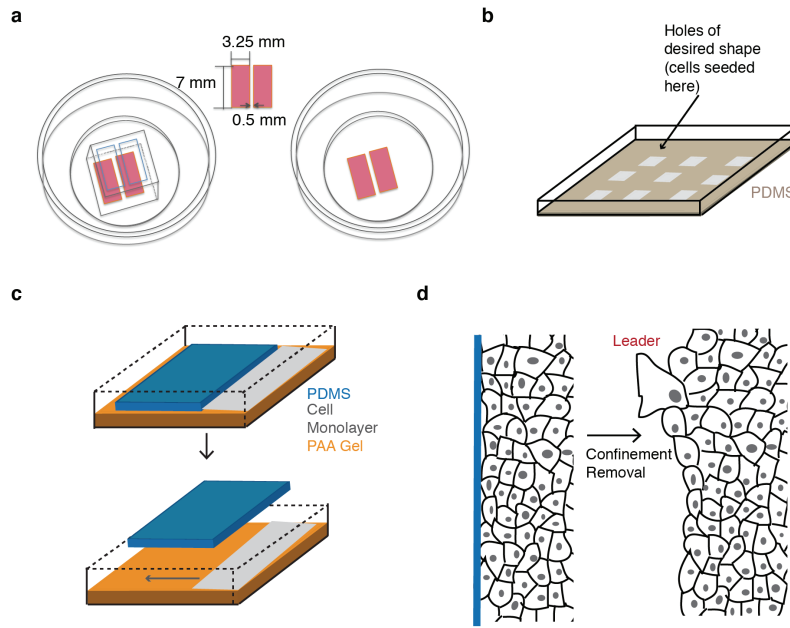 a
3.25 mm
7 mm
0.5 mm
b
Holes of
desired shape
(cells seeded
here)
PDMS
c
PDMS
Cell
Monolayer
PAA Gel
d
Leader
Confinement
Removal